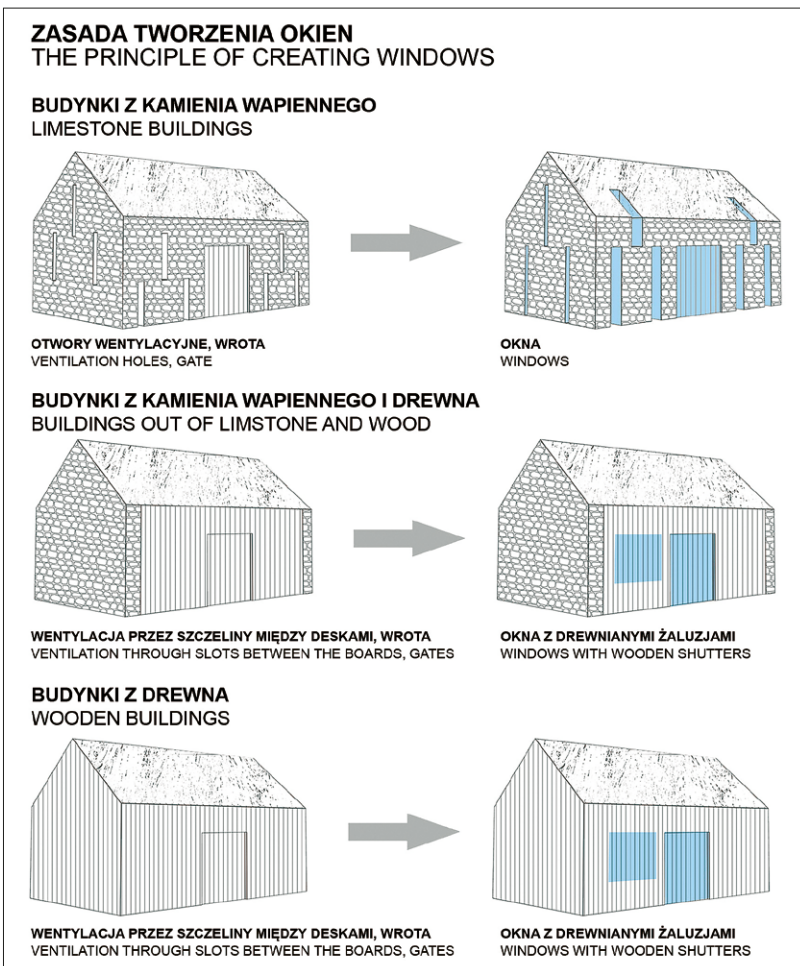 ZASADA TWORZENIA OKIEN
THE PRINCIPLE OF CREATING WINDOWS
BUDYNKI Z KAMIENIA WAPIENNEGO
LIMESTONE BUILDINGS
OTWORY WENTYLACYJNE, WROTA
VENTILATION HOLES, GATE
OKNA
WINDOWS
BUDYNKI Z KAMIENIA WAPIENNEGO I DREWNA
BUILDINGS OUT OF LIMSTONE AND WOOD
WENTYLACJA PRZEZ SZCZELINY MIĘDZY DESKAMI, WROTA
VENTILATION THROUGH SLOTS BETWEEN THE BOARDS, GATES
OKNA Z DREWNIANYMI ŻALUZJAMI
WINDOWS WITH WOODEN SHUTTERS
BUDYNKI Z DREWNA
WOODEN BUILDINGS
WENTYLACJA PRZEZ SZCZELINY MIĘDZY DESKAMI, WROTA
VENTILATION THROUGH SLOTS BETWEEN THE BOARDS, GATES
OKNA Z DREWNIANYMI ŻALUZJAMI
WINDOWS WITH WOODEN SHUTTERS